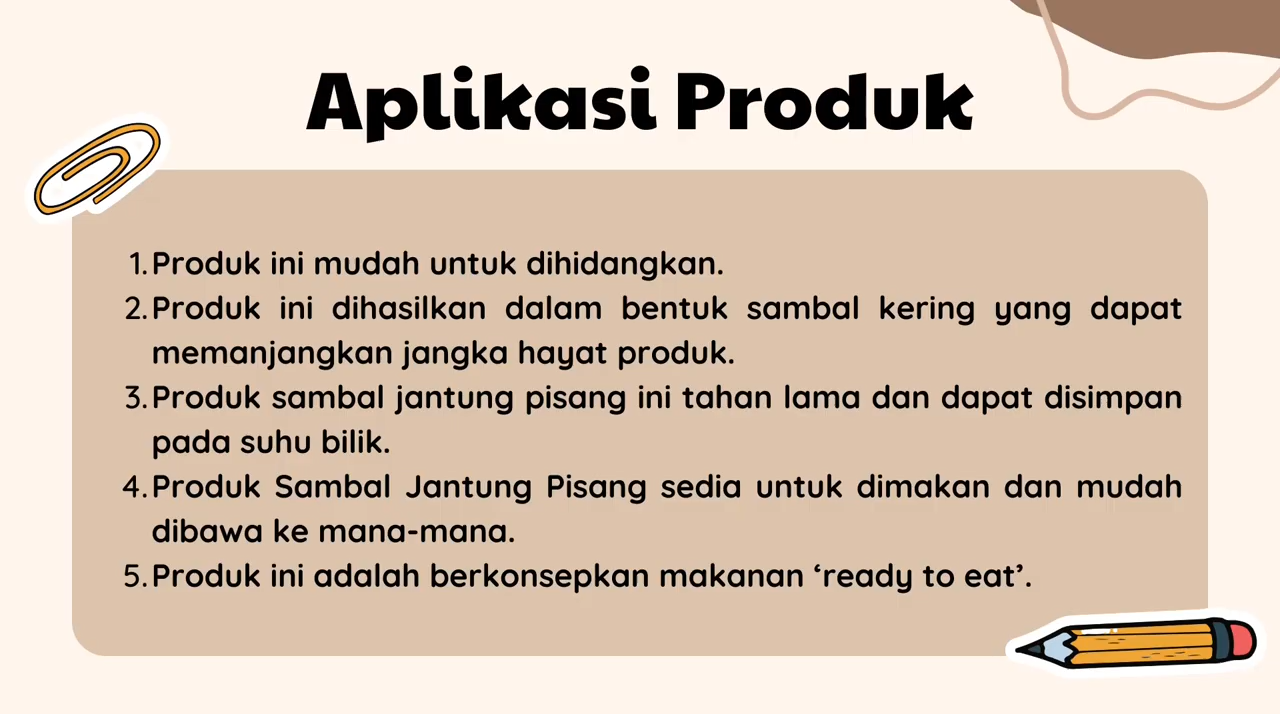 Aplikasi Produk
1. Produk ini mudah untuk dihidangkan.
2. Produk ini dihasilkan dalam bentuk sambal kering yang dapat
memanjangkan jangka hayat produk.
3. Produk sambal jantung pisang ini tahan lama dan dapat disimpan
pada suhu bilik.
4. Produk Sambal Jantung Pisang sedia untuk dimakan dan mudah
dibawa ke mana-mana.
5. Produk ini adalah berkonsepkan makanan ‘ready to eat’.